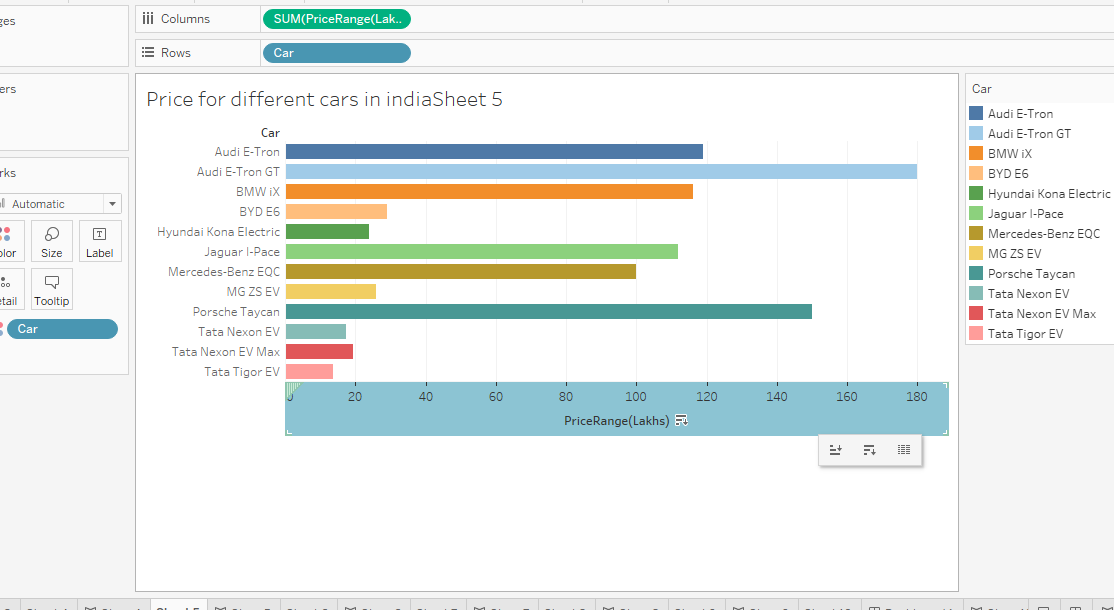 ges
Columns
SUM(PriceRange(Lak..
Rows
Car
ers
rks
Automatic
olor
Size
Label
etail
Tooltip
Car
Price for different cars in indiaSheet 5
Car
Audi E-Tron
Audi E-Tron GT
BMW iX
BYD E6
Hyundai Kona Electric
Jaguar I-Pace
Mercedes-Benz EQC
MG ZS EV
Porsche Taycan
Tata Nexon EV
Tata Nexon EV Max
Tata Tigor EV
0 20 40 60 80 100 120 140 160 180
PriceRange(Lakhs)
Car
Audi E-Tron
Audi E-Tron GT
BMW iX
BYD E6
Hyundai Kona Electric
Jaguar I-Pace
Mercedes-Benz EQC
MG ZS EV
Porsche Taycan
Tata Nexon EV
Tata Nexon EV Max
Tata Tigor EV